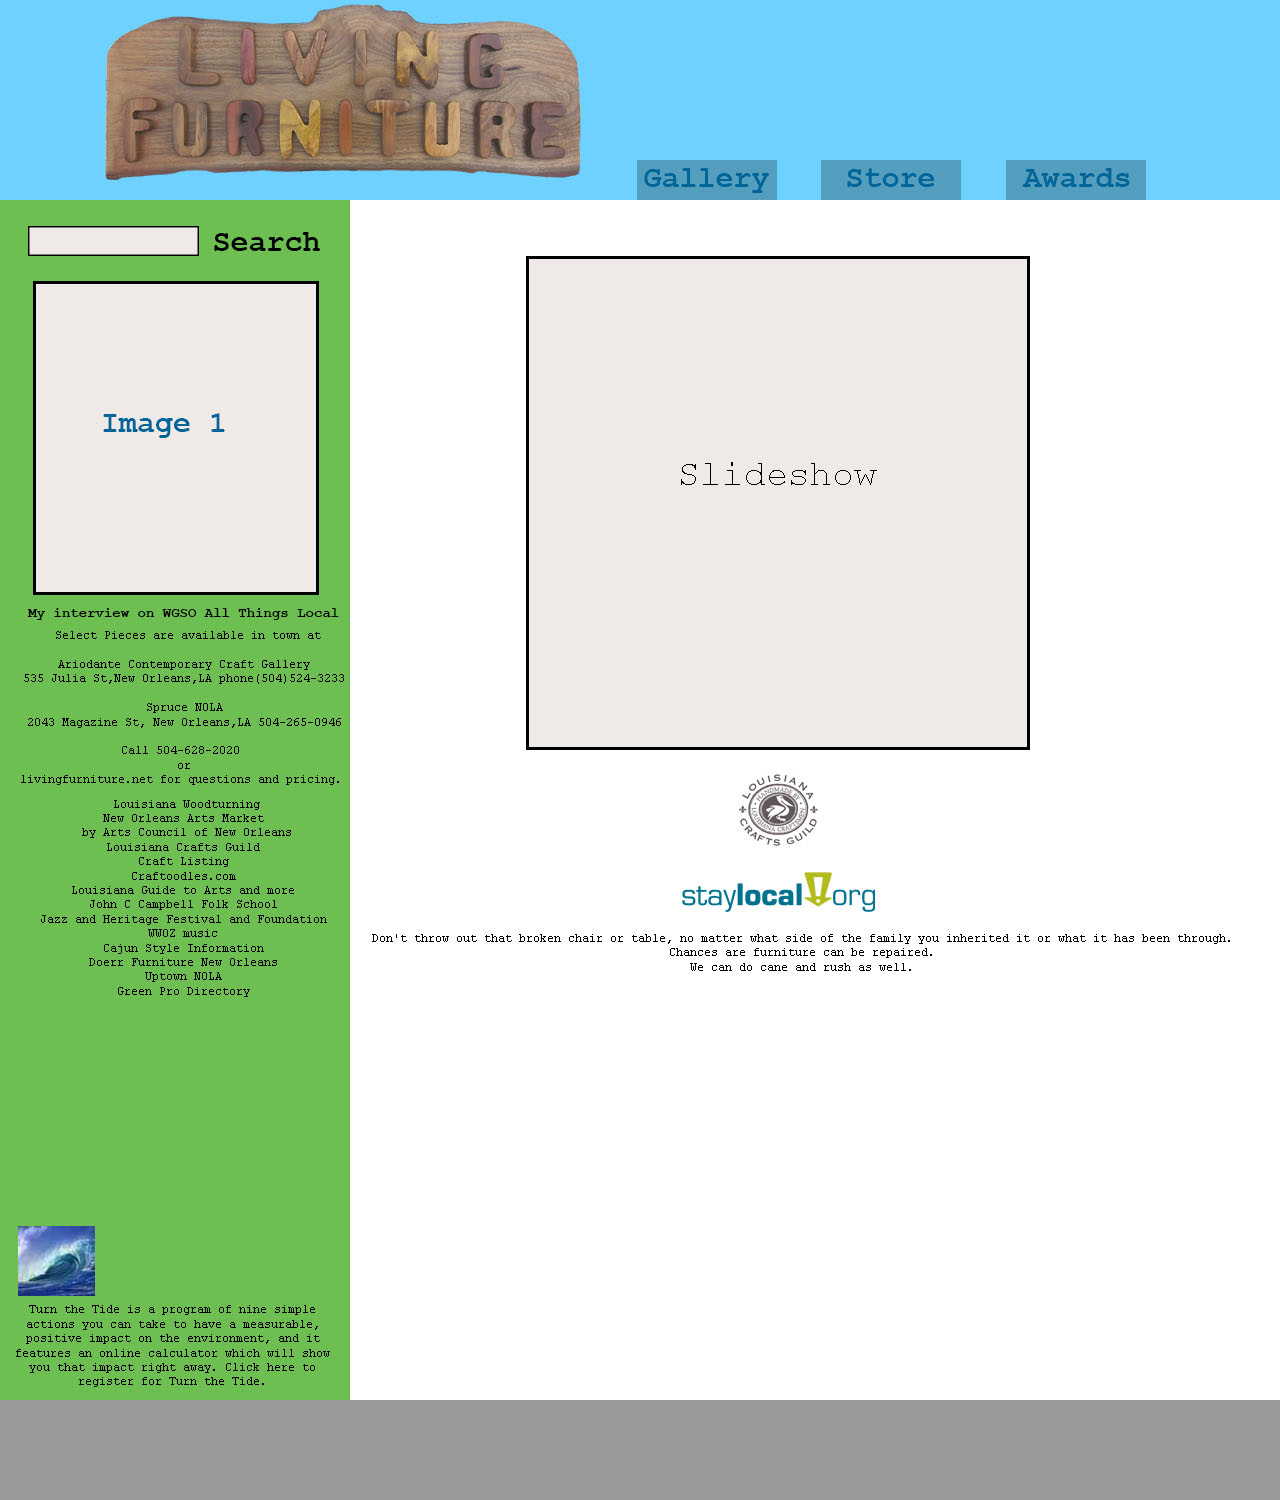 LIVING
FURNITURE
Gallery
Store
Awards
Search
Image 1
My interview on WGSO All Things Local
Select Pieces are available in town at
Ariodante Contemporary Craft Gallery
535 Julia St,New Orleans,LA phone(504)524-3233
Spruce NOLA
2043 Magazine St, New Orleans,LA 504-265-0946
Call 504-628-2020
or
livingfurniture.net for questions and pricing.
Louisiana Woodturning
New Orleans Arts Market
by Arts Council of New Orleans
Louisiana Crafts Guild
Craft Listing
Craftoodles.com
Louisiana Guide to Arts and more
John C Campbell Folk School
Jazz and Heritage Festival and Foundation
WWOZ music
Cajun Style Information
Doerr Furniture New Orleans
Uptown NOLA
Green Pro Directory
Turn the Tide is a program of nine simple
actions you can take to have a measurable,
positive impact on the environment, and it
features an online calculator which will show
you that impact right away. Click here to
register for Turn the Tide.
Slideshow
LOUISIANA
HANDMADE BY
LOUISIANA CRAFTSMEN
CRAFTS GUILD
staylocal!org
Don't throw out that broken chair or table, no matter what side of the family you inherited it or what it has been through.
Chances are furniture can be repaired.
We can do cane and rush as well.